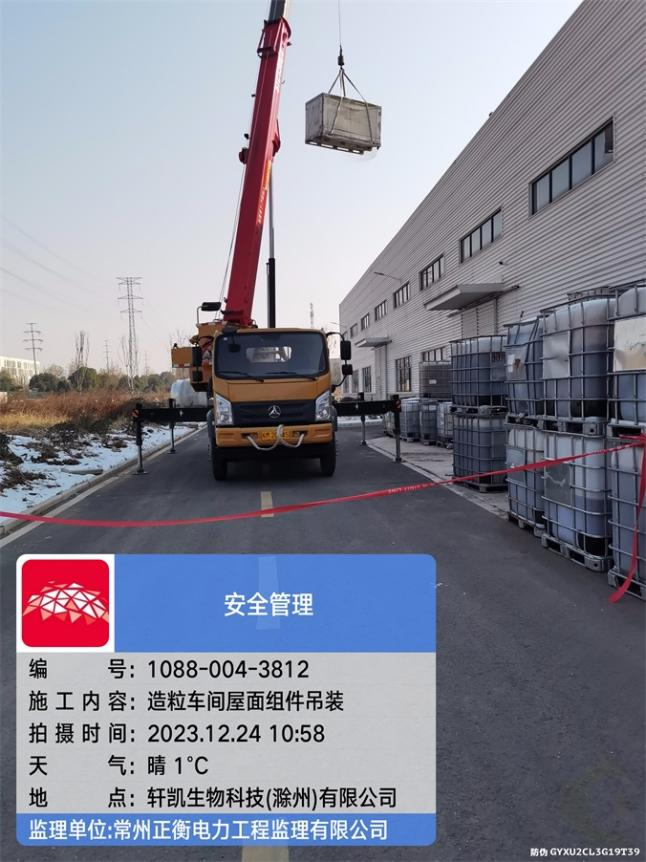 安全管理
编号：1088-004-3812
施工内容：造粒车间屋面组件吊装
拍摄时间：2023.12.24 10:58
天气：晴 1℃
地点：轩凯生物科技(滁州)有限公司
监理单位:常州正衡电力工程监理有限公司
防伪 GYXU2CL3G19T39